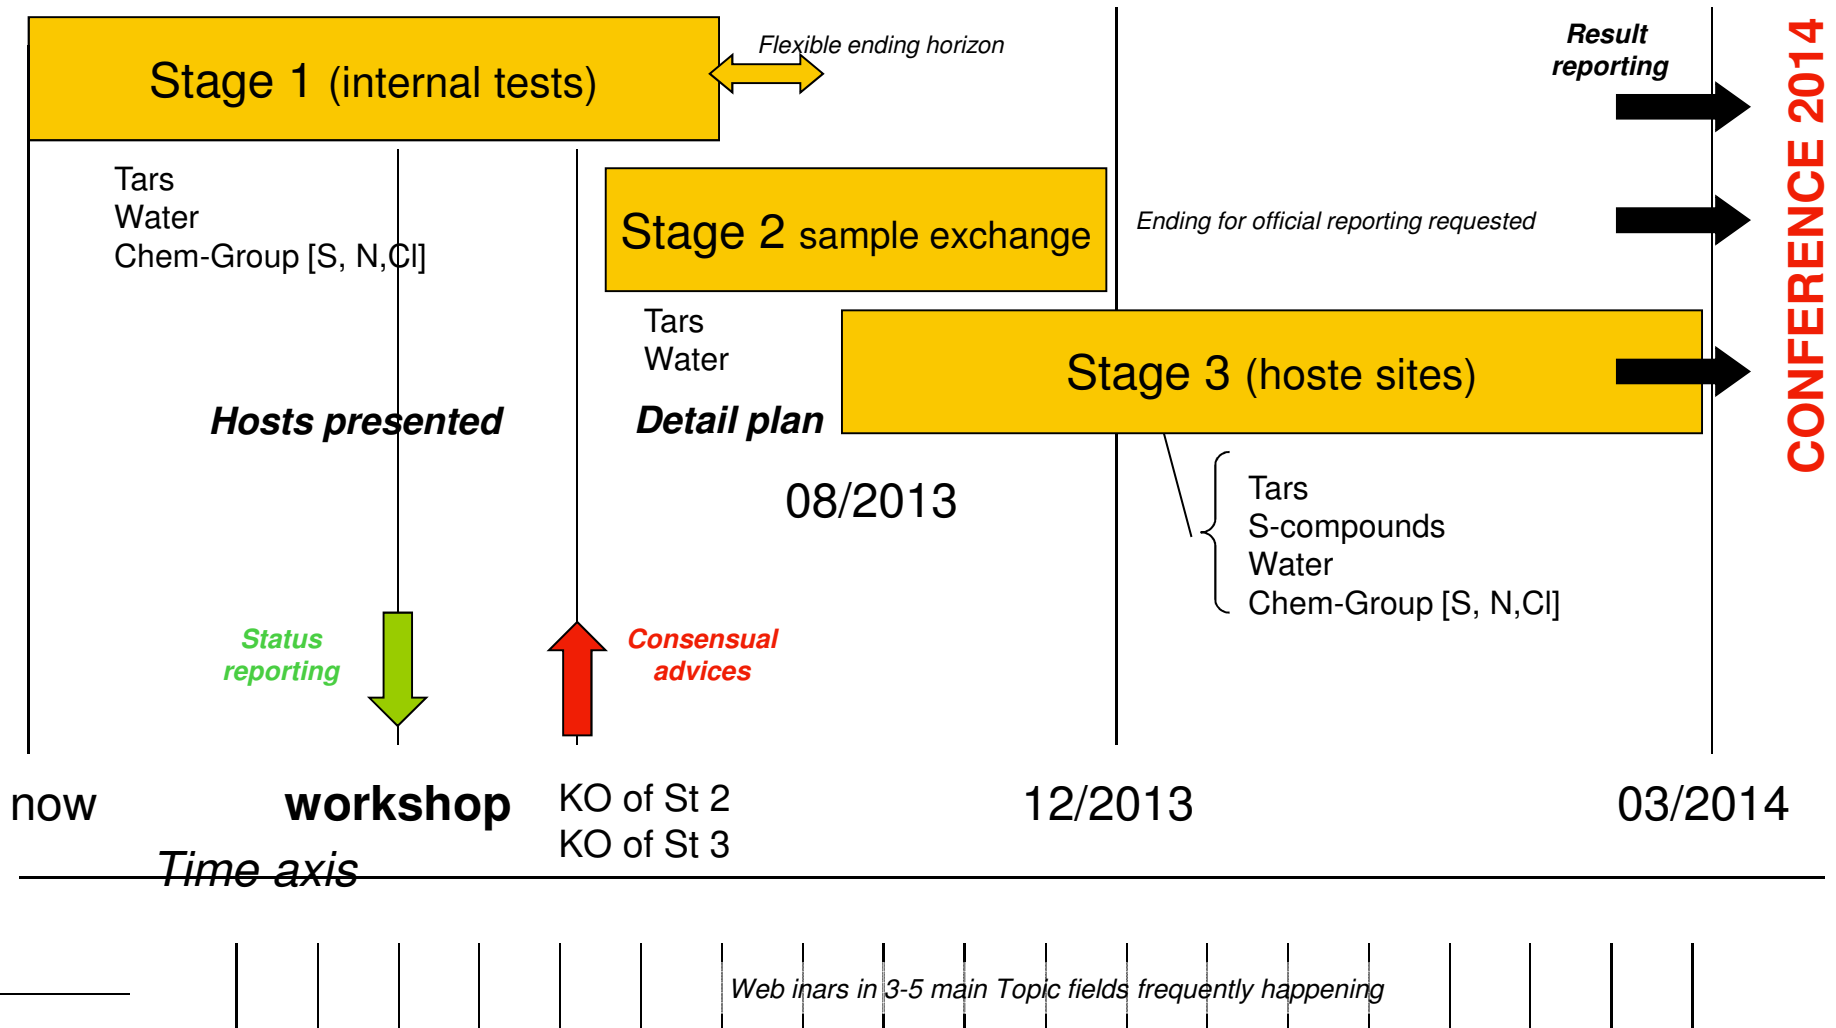 Flexible ending horizon
Result
reporting
CONFERENCE 2014
Stage 1 (internal tests)
Tars
Water
Chem-Group [S, N,Cl]
Stage 2 sample exchange
Ending for official reporting requested
Tars
Water
Stage 3 (hoste sites)
Hosts presented
Detail plan
08/2013
Tars
S-compounds
Water
Chem-Group [S, N,Cl]
Status
reporting
Consensual
advices
now
workshop
KO of St 2
KO of St 3
12/2013
03/2014
Time axis
Web inars in 3-5 main Topic fields frequently happening